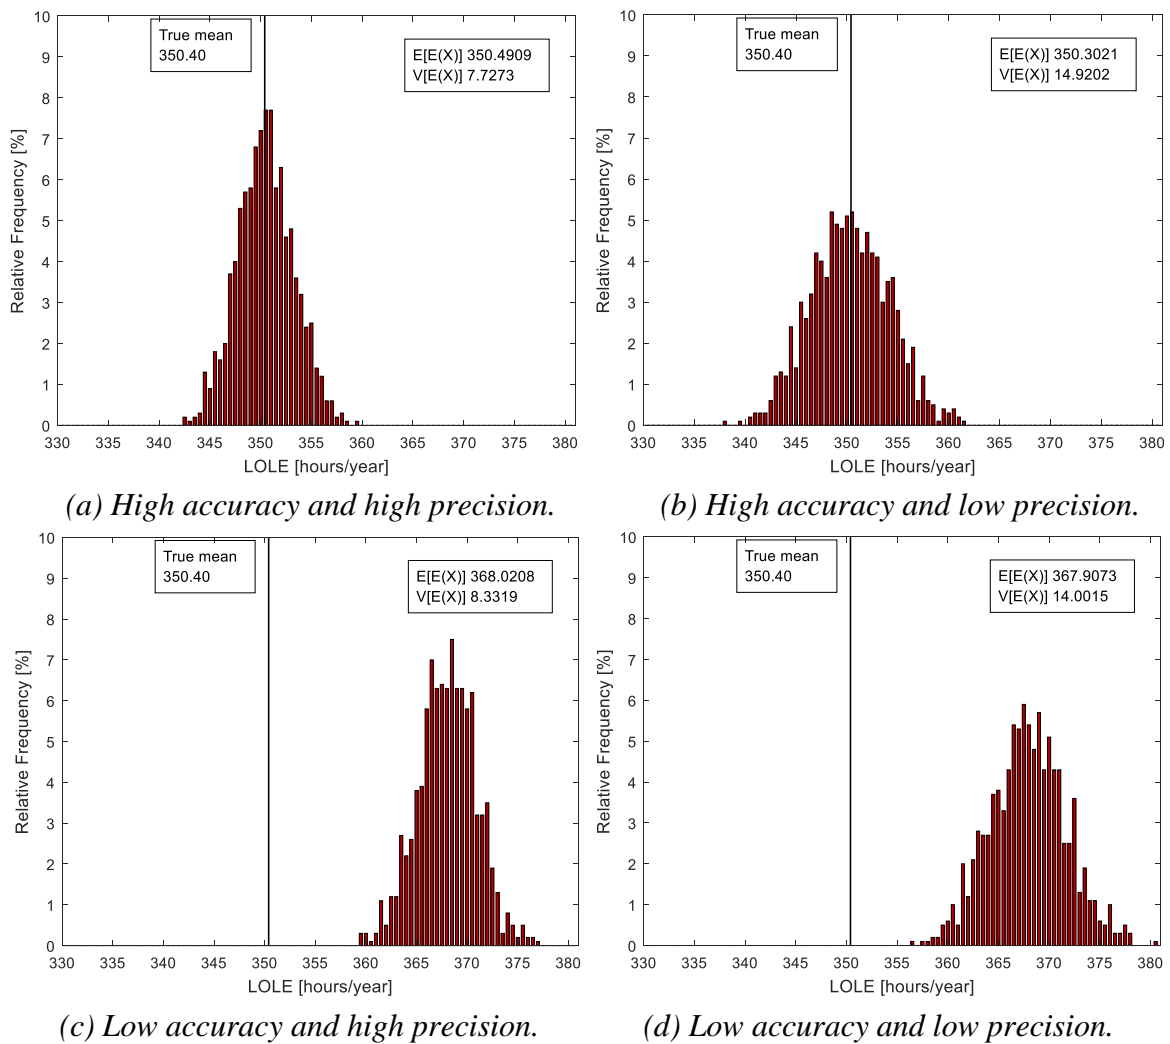 10
9
8
7
6
5
4
3
2
1
0
Relative Frequency [%]
True mean
350.40
E[E(X)] 350.4909
V[E(X)] 7.7273
330 335 340 345 350 355 360 365 370 375 380
LOLE [hours/year]
(a) High accuracy and high precision.
10
9
8
7
6
5
4
3
2
1
0
Relative Frequency [%]
True mean
350.40
E[E(X)] 350.3021
V[E(X)] 14.9202
330 335 340 345 350 355 360 365 370 375 380
LOLE [hours/year]
(b) High accuracy and low precision.
10
9
8
7
6
5
4
3
2
1
0
Relative Frequency [%]
True mean
350.40
E[E(X)] 368.0208
V[E(X)] 8.3319
330 335 340 345 350 355 360 365 370 375 380
LOLE [hours/year]
(c) Low accuracy and high precision.
10
9
8
7
6
5
4
3
2
1
0
Relative Frequency [%]
True mean
350.40
E[E(X)] 367.9073
V[E(X)] 14.0015
330 335 340 345 350 355 360 365 370 375 380
LOLE [hours/year]
(d) Low accuracy and low precision.